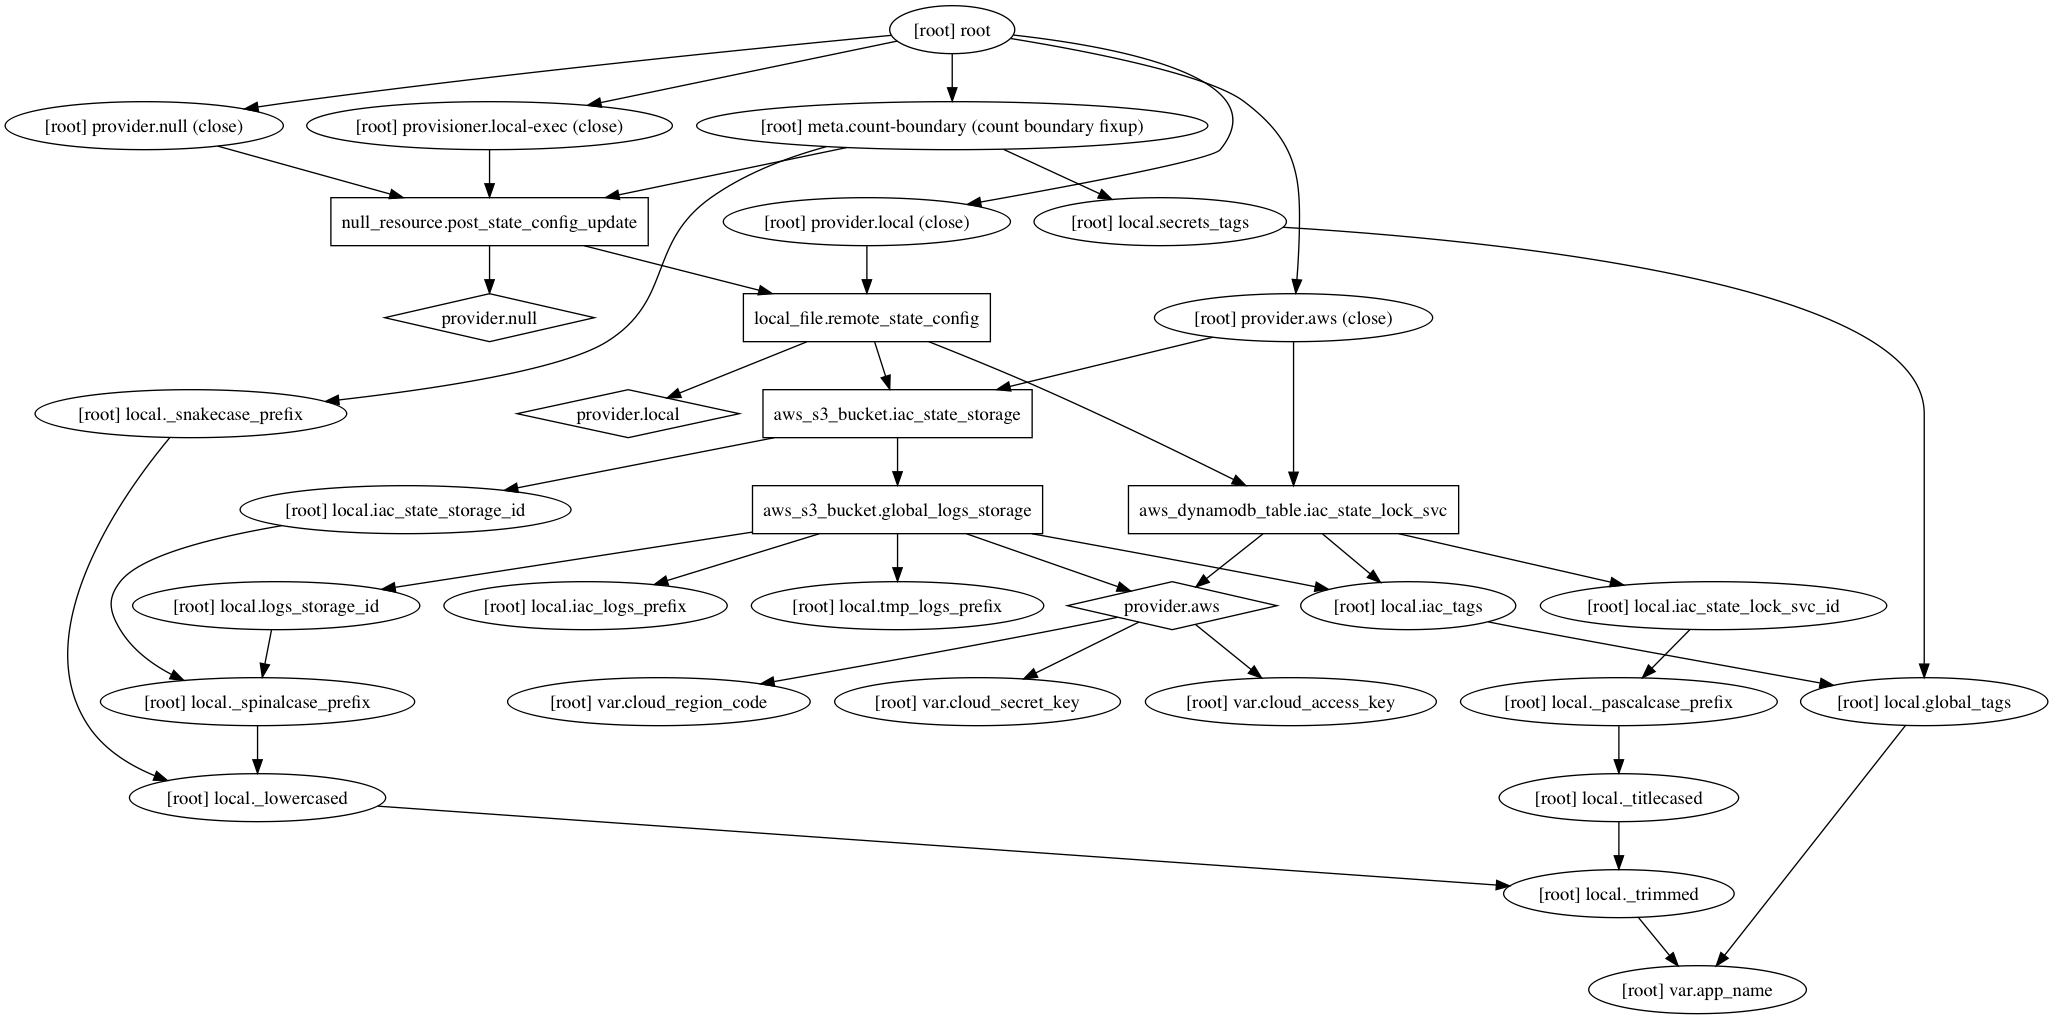 [root] root
[root] provider.null (close)
[root] provisioner.local-exec (close)
[root] meta.count-boundary (count boundary fixup)
null_resource.post_state_config_update
[root] provider.local (close)
[root] local.secrets_tags
provider.null
local_file.remote_state_config
[root] provider.aws (close)
[root] local._snakecase_prefix
provider.local
aws_s3_bucket.iac_state_storage
[root] local.iac_state_storage_id
aws_s3_bucket.global_logs_storage
aws_dynamodb_table.iac_state_lock_svc
[root] local.logs_storage_id
[root] local.iac_logs_prefix
[root] local.tmp_logs_prefix
provider.aws
[root] local.iac_tags
[root] local.iac_state_lock_svc_id
[root] local._spinalcase_prefix
[root] var.cloud_region_code
[root] var.cloud_secret_key
[root] var.cloud_access_key
[root] local._pascalcase_prefix
[root] local.global_tags
[root] local._lowercased
[root] local._titlecased
[root] local._trimmed
[root] var.app_name